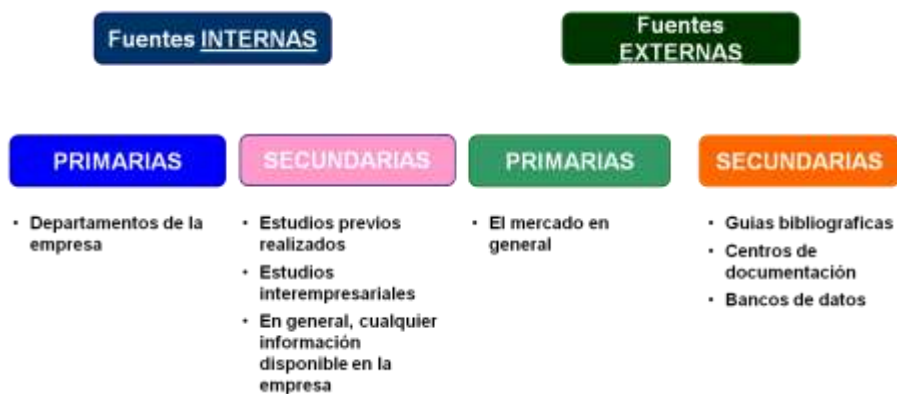 Fuentes INTERNAS
Fuentes
EXTERNAS
PRIMARIAS
SECUNDARIAS
PRIMARIAS
SECUNDARIAS
• Departamentos de la
empresa
• Estudios previos
realizados
• Estudios
interempresariales
• En general, cualquier
información
disponible en la
empresa
• El mercado en
general
• Guias bibliograficas
• Centros de
documentación
• Bancos de datos